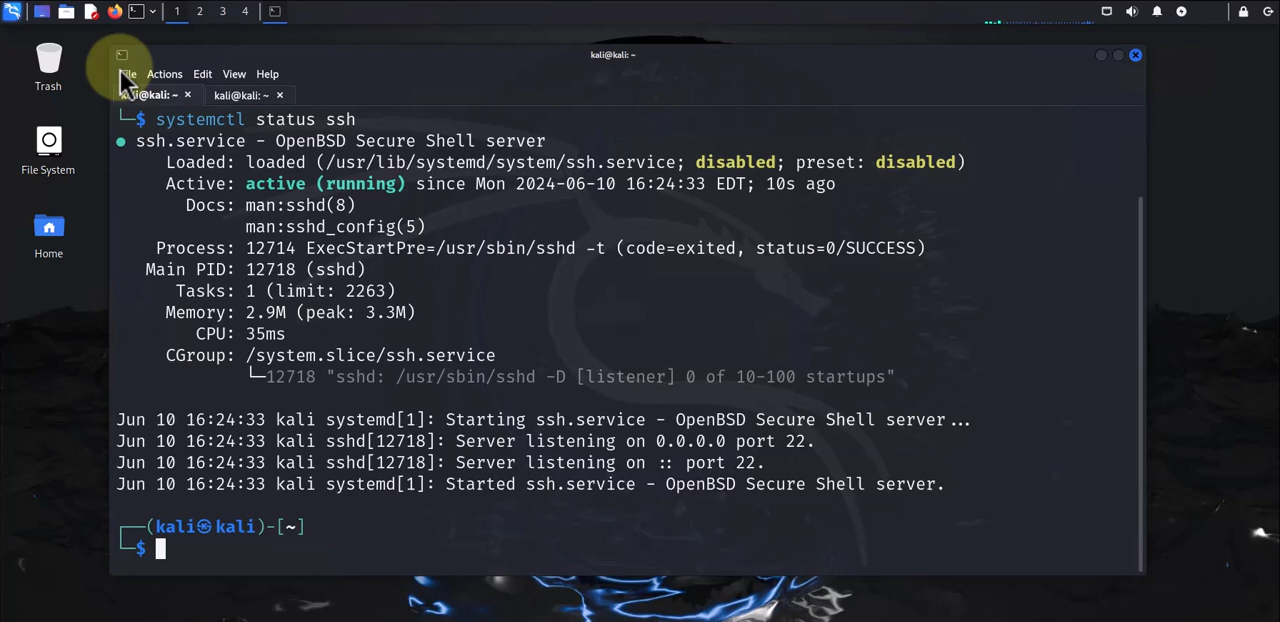 1 2 3 4
kali@kali: ~
File Actions Edit View Help
kali@kali: ~ × kali@kali: ~ ×
Trash
File System
Home
└─$ systemctl status ssh
● ssh.service - OpenBSD Secure Shell server
Loaded: loaded (/usr/lib/systemd/system/ssh.service; disabled; preset: disabled)
Active: active (running) since Mon 2024-06-10 16:24:33 EDT; 10s ago
Docs: man:sshd(8)
man:sshd_config(5)
Process: 12714 ExecStartPre=/usr/sbin/sshd -t (code=exited, status=0/SUCCESS)
Main PID: 12718 (sshd)
Tasks: 1 (limit: 2263)
Memory: 2.9M (peak: 3.3M)
CPU: 35ms
CGroup: /system.slice/ssh.service
└─12718 "sshd: /usr/sbin/sshd -D [listener] 0 of 10-100 startups"
Jun 10 16:24:33 kali systemd[1]: Starting ssh.service - OpenBSD Secure Shell server...
Jun 10 16:24:33 kali sshd[12718]: Server listening on 0.0.0.0 port 22.
Jun 10 16:24:33 kali sshd[12718]: Server listening on :: port 22.
Jun 10 16:24:33 kali systemd[1]: Started ssh.service - OpenBSD Secure Shell server.
┌──(kali㉿kali)-[~]
└─$